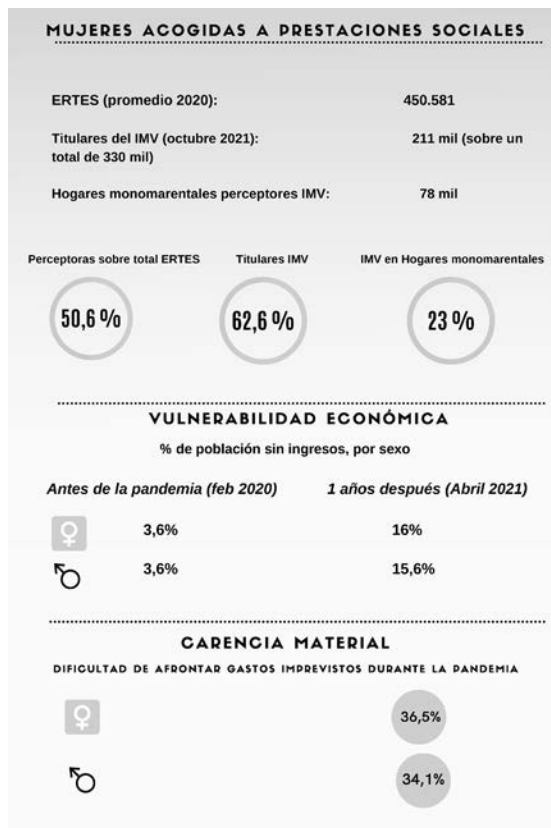 MUJERES ACOGIDAS A PRESTACIONES SOCIALES
ERTES (promedio 2020): 450.581
Titulares del IMV (octubre 2021): 211 mil (sobre un
total de 330 mil)
Hogares monomarentales perceptores IMV: 78 mil
Perceptoras sobre total ERTES Titulares IMV IMV en Hogares monomarentales
50,6 % 62,6 % 23 %
VULNERABILIDAD ECONÓMICA
% de población sin ingresos, por sexo
Antes de la pandemia (feb 2020) 1 años después (Abril 2021)
3,6% 16%
3,6% 15,6%
CARENCIA MATERIAL
DIFICULTAD DE AFRONTAR GASTOS IMPREVISTOS DURANTE LA PANDEMIA
36,5%
34,1%